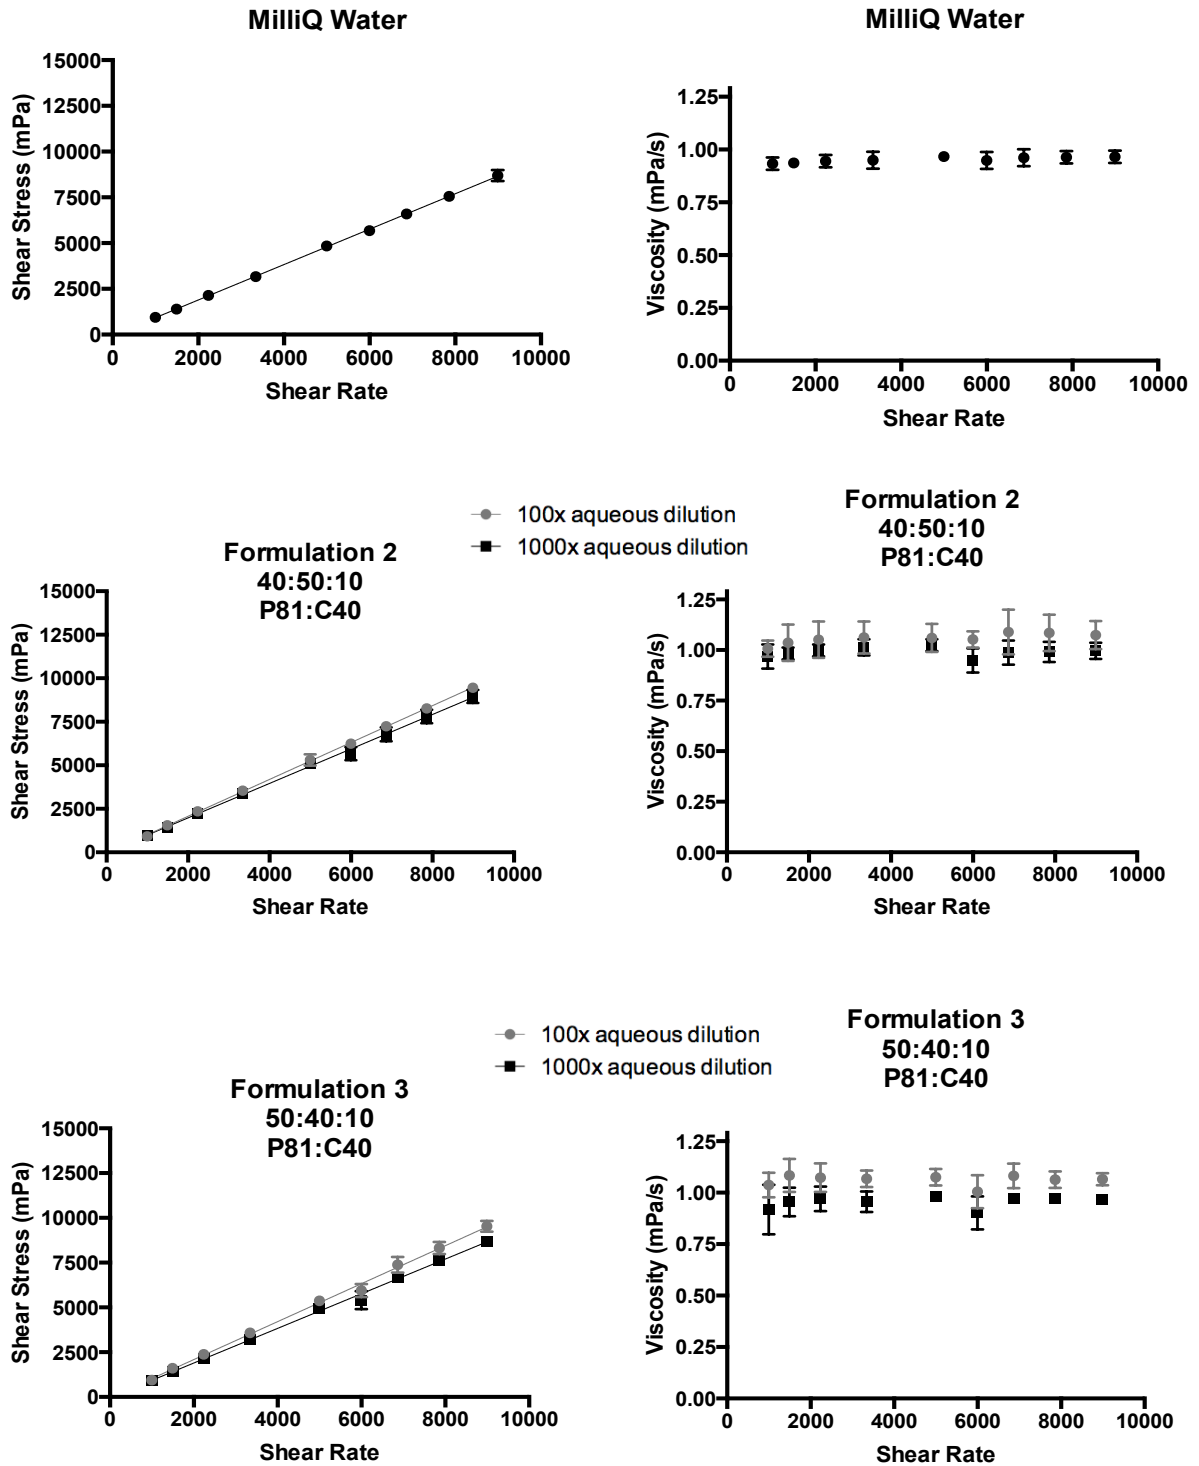 MilliQ Water
Shear Stress (mPa)
15000
12500
10000
7500
5000
2500
0
0 2000 4000 6000 8000 10000
Shear Rate
MilliQ Water
Viscosity (mPa/s)
1.25
1.00
0.75
0.50
0.25
0.00
0 2000 4000 6000 8000 10000
Shear Rate
100x aqueous dilution
1000x aqueous dilution
Formulation 2
40:50:10
P81:C40
Shear Stress (mPa)
15000
12500
10000
7500
5000
2500
0
0 2000 4000 6000 8000 10000
Shear Rate
Formulation 2
40:50:10
P81:C40
Viscosity (mPa/s)
1.25
1.00
0.75
0.50
0.25
0.00
0 2000 4000 6000 8000 10000
Shear Rate
100x aqueous dilution
1000x aqueous dilution
Formulation 3
50:40:10
P81:C40
Shear Stress (mPa)
15000
12500
10000
7500
5000
2500
0
0 2000 4000 6000 8000 10000
Shear Rate
Formulation 3
50:40:10
P81:C40
Viscosity (mPa/s)
1.25
1.00
0.75
0.50
0.25
0.00
0 2000 4000 6000 8000 10000
Shear Rate